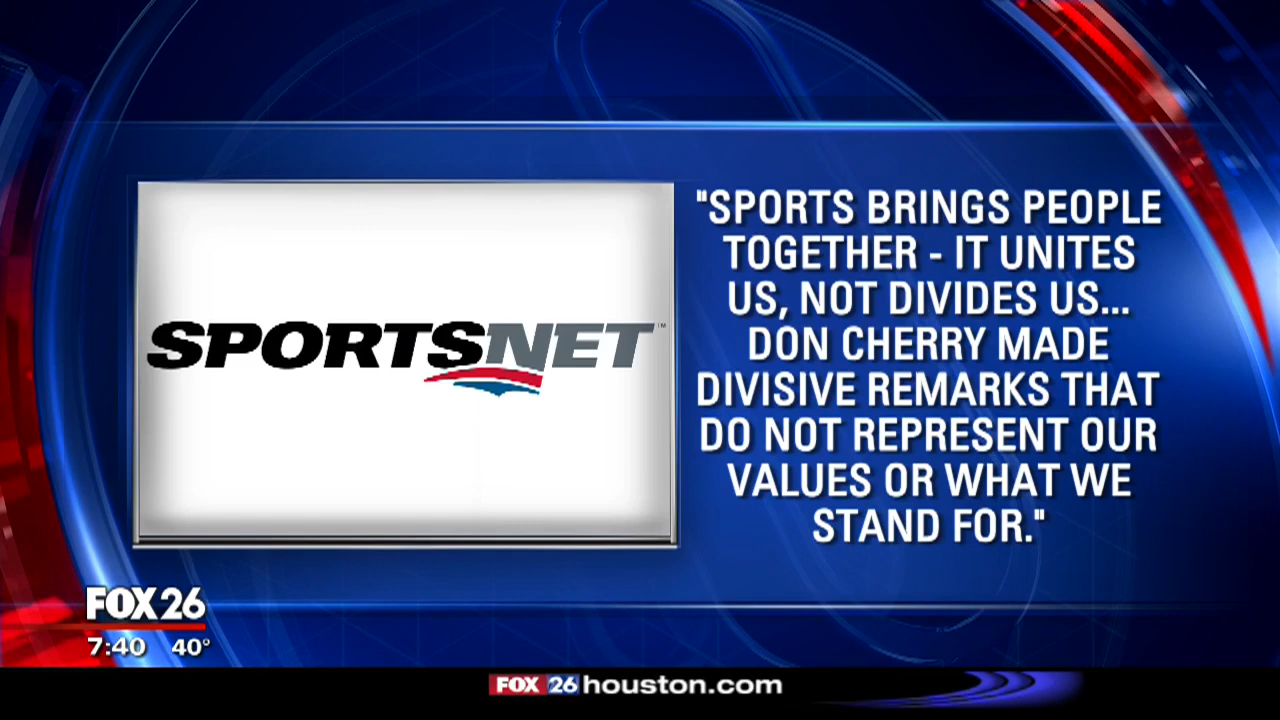 SPORTSNET™
"SPORTS BRINGS PEOPLE
TOGETHER - IT UNITES
US, NOT DIVIDES US...
DON CHERRY MADE
DIVISIVE REMARKS THAT
DO NOT REPRESENT OUR
VALUES OR WHAT WE
STAND FOR."
FOX 26
7:40 40°
FOX 26 houston.com